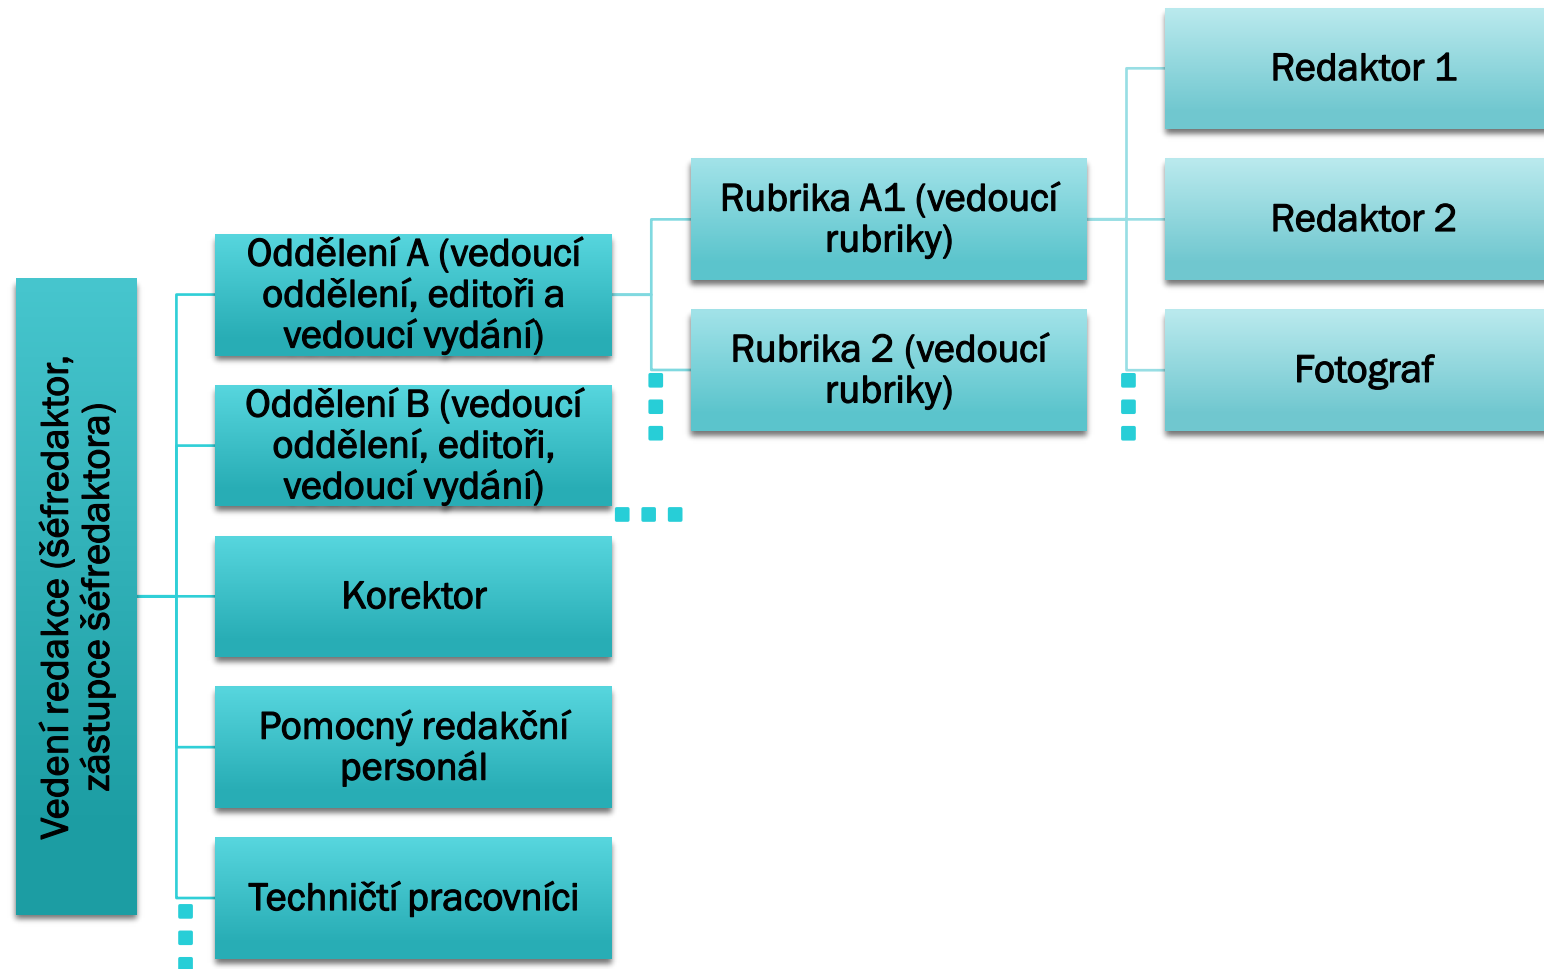 Vedení redakce (šéfredaktor,
zástupce šéfredaktora)
Oddělení A (vedoucí
oddělení, editoři a
vedoucí vydání)
Rubrika A1 (vedoucí
rubriky)
Redaktor 1
Redaktor 2
Fotograf
Rubrika 2 (vedoucí
rubriky)
Oddělení B (vedoucí
oddělení, editoři,
vedoucí vydání)
Korektor
Pomocný redakční
personál
Techničtí pracovníci